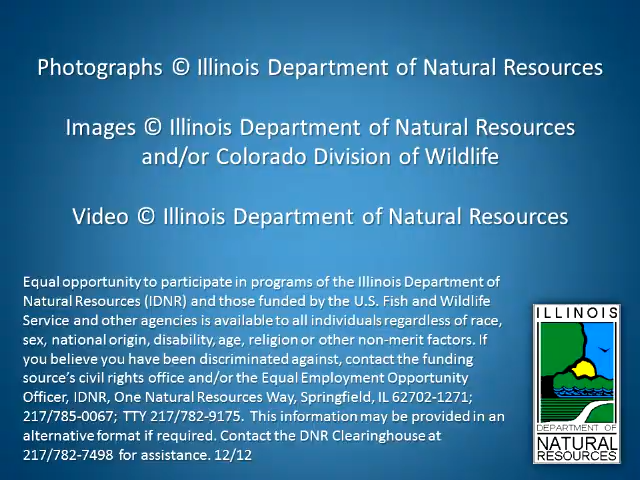 Photographs © Illinois Department of Natural Resources
Images © Illinois Department of Natural Resources
and/or Colorado Division of Wildlife
Video © Illinois Department of Natural Resources
Equal opportunity to participate in programs of the Illinois Department of
Natural Resources (IDNR) and those funded by the U.S. Fish and Wildlife
Service and other agencies is available to all individuals regardless of race,
sex, national origin, disability, age, religion or other non-merit factors. If
you believe you have been discriminated against, contact the funding
source's civil rights office and/or the Equal Employment Opportunity
Officer, IDNR, One Natural Resources Way, Springfield, IL 62702-1271;
217/785-0067; TTY 217/782-9175. This information may be provided in an
alternative format if required. Contact the DNR Clearinghouse at
217/782-7498 for assistance. 12/12
ILLINOIS
DEPARTMENT OF
NATURAL
RESOURCES